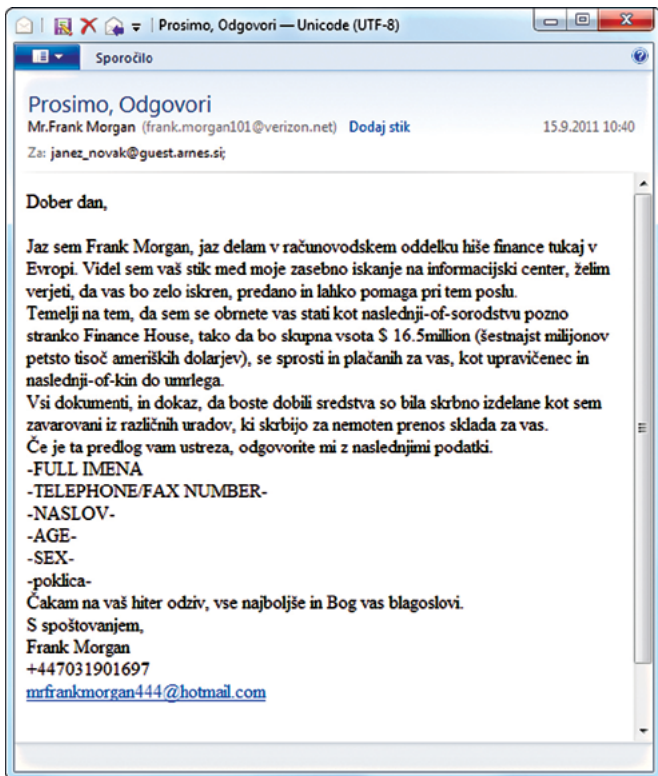 Prosimo, Odgovori — Unicode (UTF-8)
Sporočilo
Prosimo, Odgovori
Mr.Frank Morgan (frank.morgan101@verizon.net) Dodaj stik 15.9.2011 10:40
Za: janez_novak@guest.arnes.si;
Dober dan,
Jaz sem Frank Morgan, jaz delam v računovodskem oddelku hiše finance tukaj v
Evropi. Videl sem vaš stik med moje zasebno iskanje na informacijski center, želim
verjeti, da vas bo zelo iskren, predano in lahko pomaga pri tem poslu.
Temelji na tem, da sem se obrnete vas stati kot naslednji-of-sorodstvu pozno
stranko Finance House, tako da bo skupna vsota $ 16.5million (šestnajst milijonov
petsto tisoč ameriških dolarjev), se sprosti in plačanih za vas, kot upravičenec in
naslednji-of-kin do umrlega.
Vsi dokumenti, in dokaz, da boste dobili sredstva so bila skrbno izdelane kot sem
zavarovani iz različnih uradov, ki skrbijo za nemoten prenos sklada za vas.
Če je ta predlog vam ustreza, odgovorite mi z naslednjimi podatki.
-FULL IMENA
-TELEPHONE/FAX NUMBER-
-NASLOV-
-AGE-
-SEX-
-poklica-
Čakam na vaš hiter odziv, vse najboljše in Bog vas blagoslovi.
S spoštovanjem,
Frank Morgan
+447031901697
mrfrankmorgan444@hotmail.com